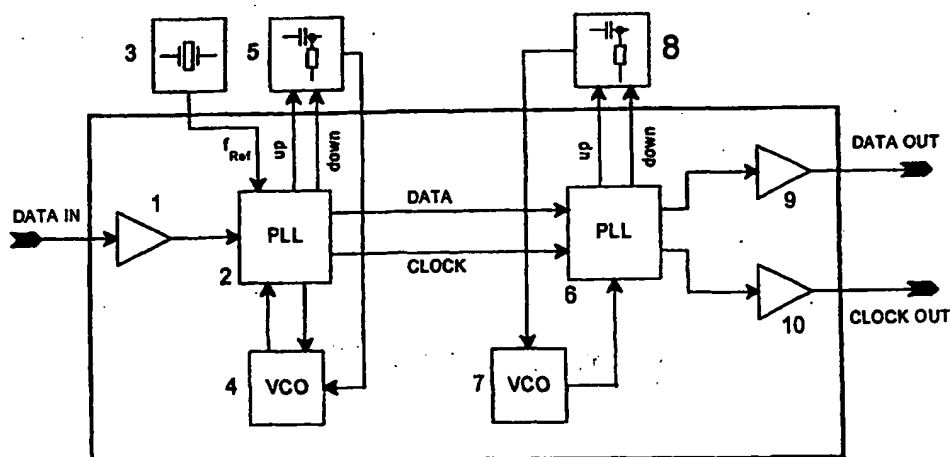 3
5
8
f Ref
up
down
up
down
DATA OUT
DATA IN
1
PLL
DATA
PLL
9
2
CLOCK
6
10
CLOCK OUT
4
VCO
7
VCO